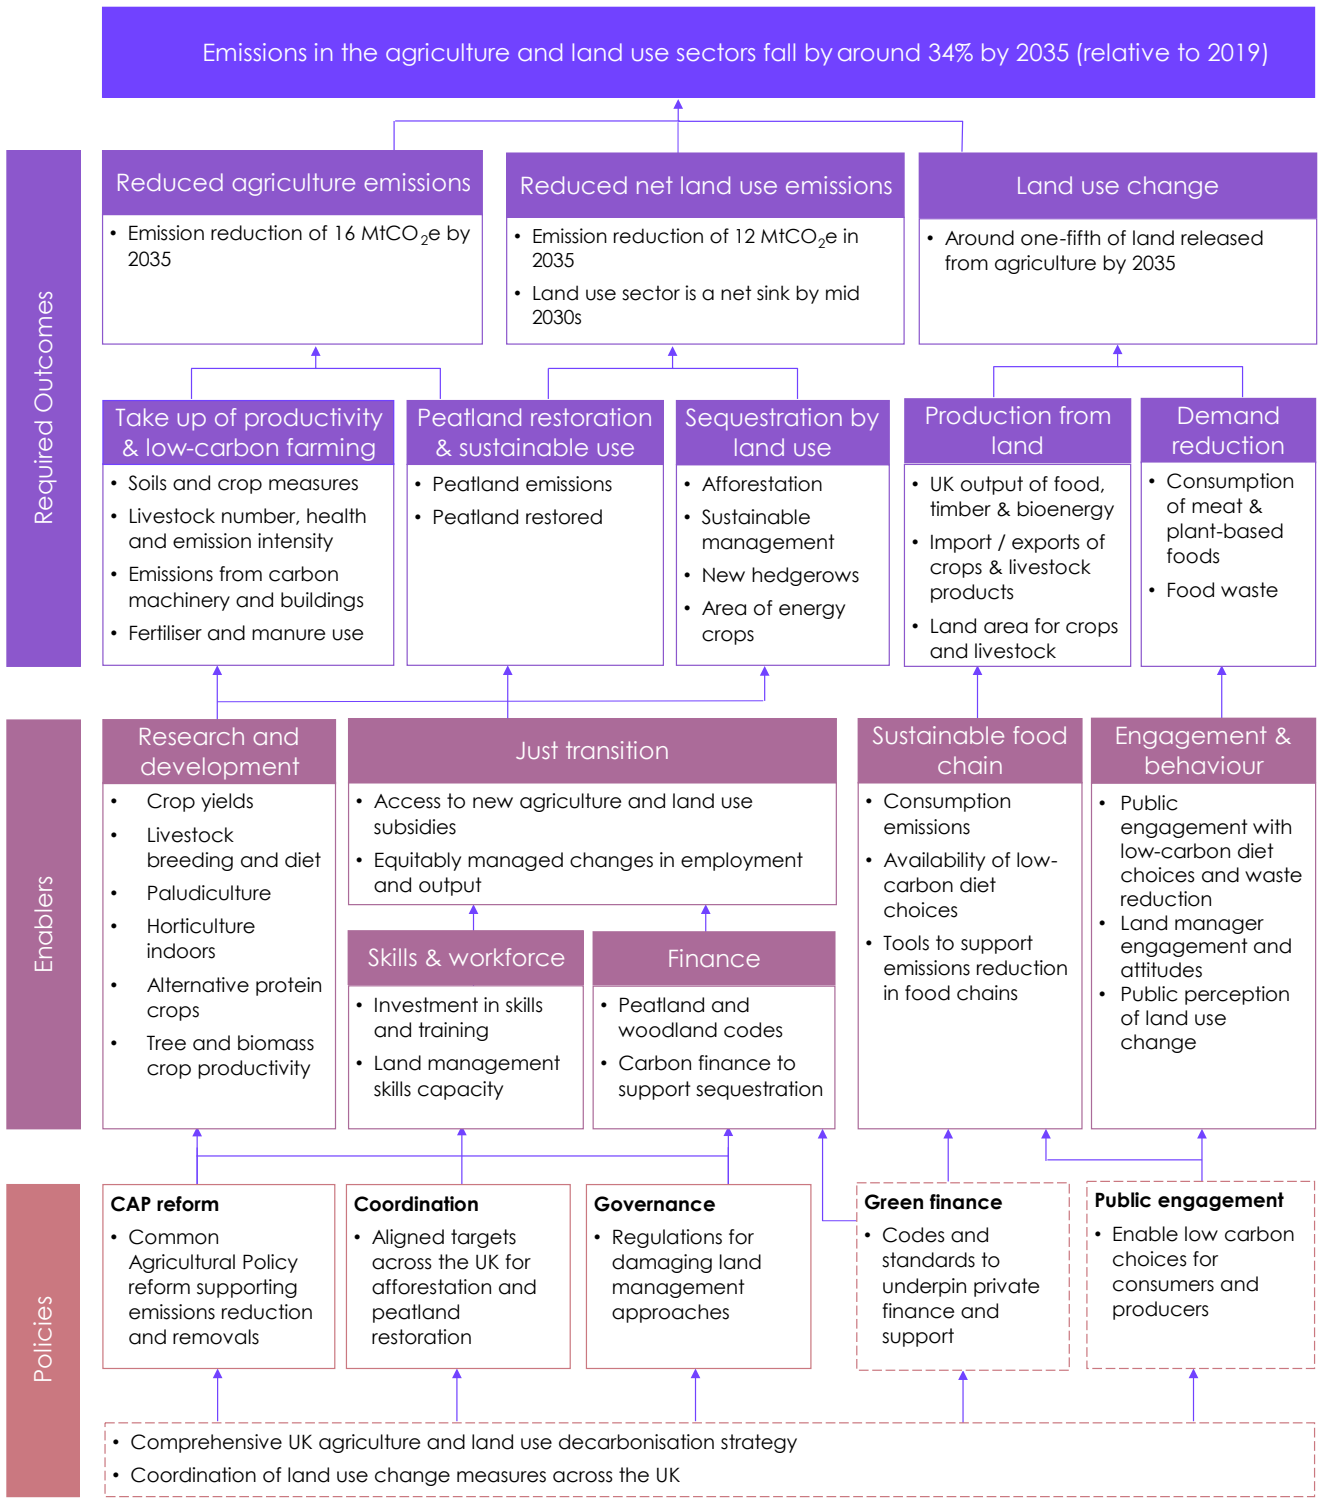 Emissions in the agriculture and land use sectors fall by around 34% by 2035 (relative to 2019)
Required Outcomes
Reduced agriculture emissions
• Emission reduction of 16 MtCO₂e by
2035
Reduced net land use emissions
• Emission reduction of 12 MtCO₂e in
2035
• Land use sector is a net sink by mid
2030s
Land use change
• Around one-fifth of land released
from agriculture by 2035
Take up of productivity
& low-carbon farming
• Soils and crop measures
• Livestock number, health
and emission intensity
• Emissions from carbon
machinery and buildings
• Fertiliser and manure use
Peatland restoration
& sustainable use
• Peatland emissions
• Peatland restored
Sequestration by
land use
• Afforestation
• Sustainable
management
• New hedgerows
• Area of energy
crops
Production from
land
• UK output of food,
timber & bioenergy
• Import / exports of
crops & livestock
products
• Land area for crops
and livestock
Demand
reduction
• Consumption
of meat &
plant-based
foods
• Food waste
Enablers
Research and
development
• Crop yields
• Livestock
breeding and diet
• Paludiculture
• Horticulture
indoors
• Alternative protein
crops
• Tree and biomass
crop productivity
Just transition
• Access to new agriculture and land use
subsidies
• Equitably managed changes in employment
and output
Skills & workforce
• Investment in skills
and training
• Land management
skills capacity
Finance
• Peatland and
woodland codes
• Carbon finance to
support sequestration
Sustainable food
chain
• Consumption
emissions
• Availability of low-
carbon diet
choices
• Tools to support
emissions reduction
in food chains
Engagement &
behaviour
• Public
engagement with
low-carbon diet
choices and waste
reduction
• Land manager
engagement and
attitudes
• Public perception
of land use
change
Policies
CAP reform
• Common
Agricultural Policy
reform supporting
emissions reduction
and removals
Coordination
• Aligned targets
across the UK for
afforestation and
peatland
restoration
Governance
• Regulations for
damaging land
management
approaches
Green finance
• Codes and
standards to
underpin private
finance and
support
Public engagement
• Enable low carbon
choices for
consumers and
producers
• Comprehensive UK agriculture and land use decarbonisation strategy
• Coordination of land use change measures across the UK